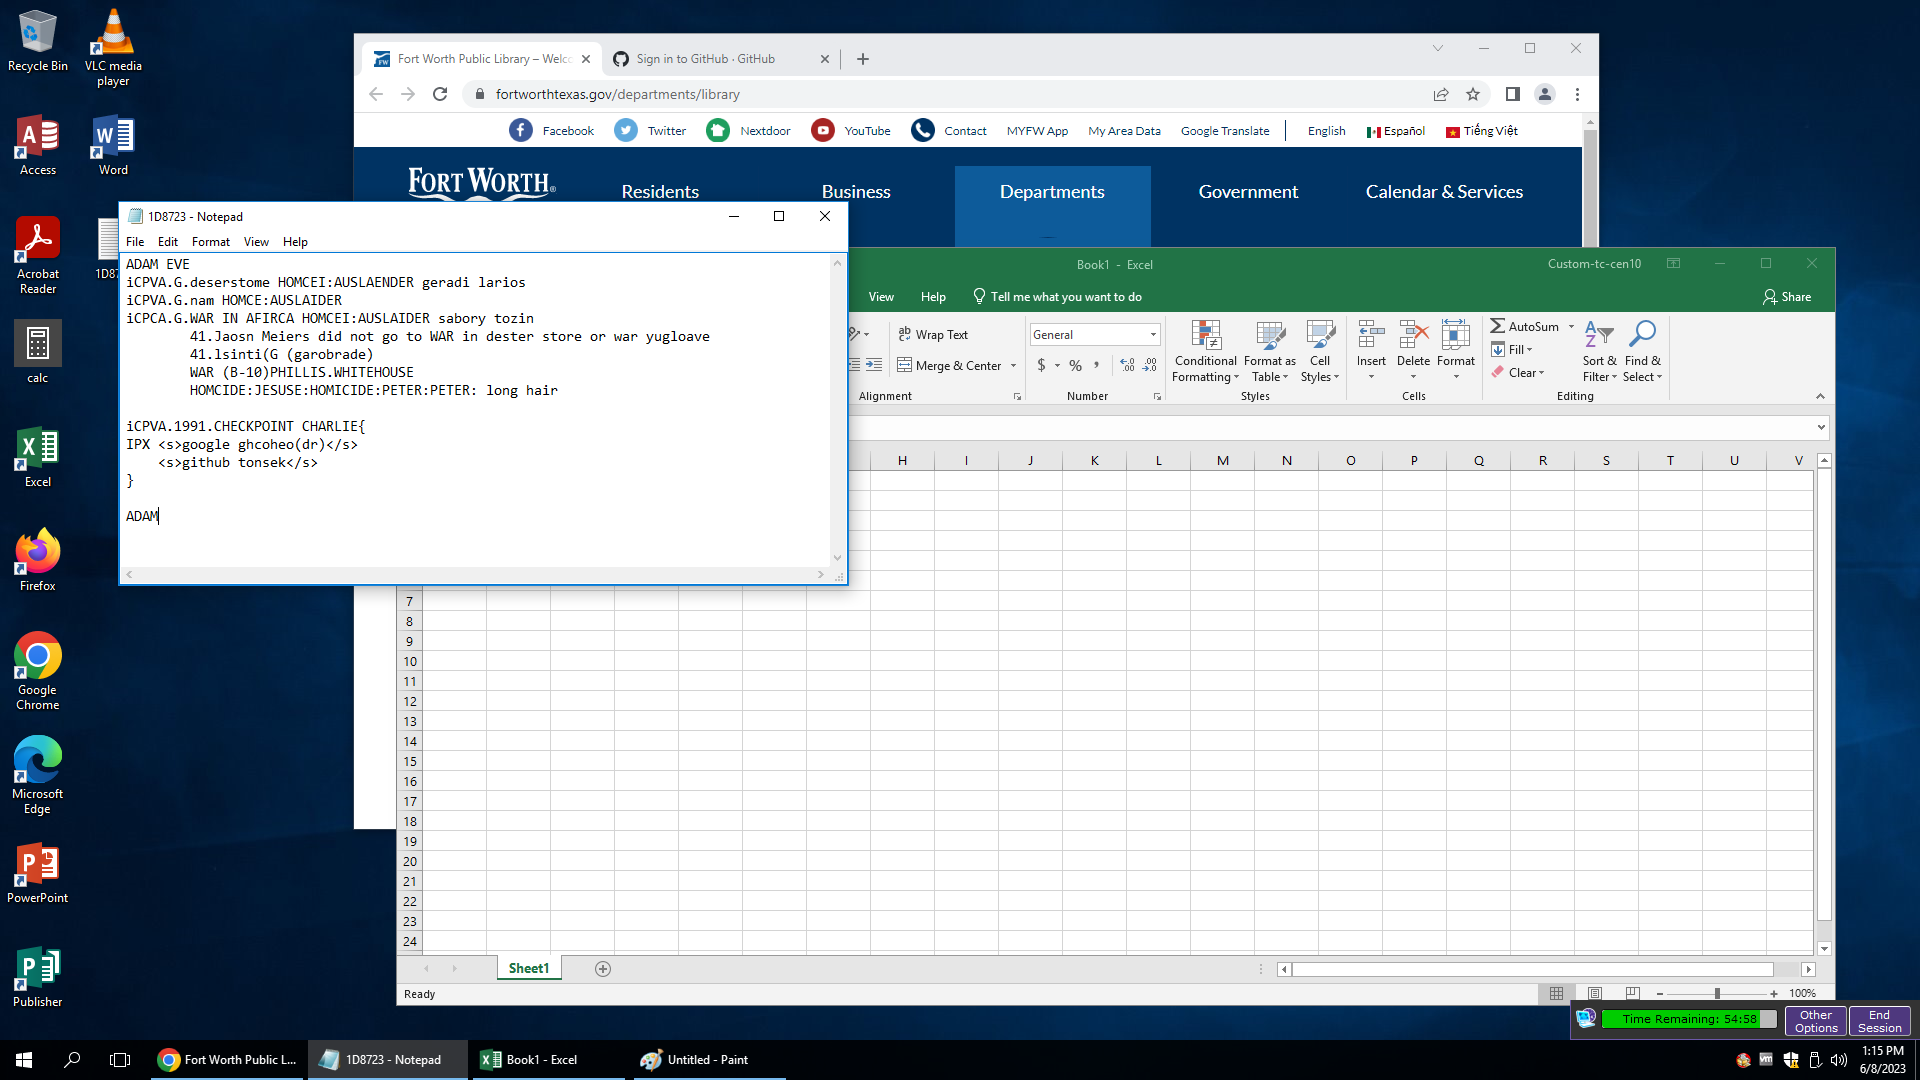 Recycle Bin
VLC media player
Access
Word
Acrobat Reader
1D87
calc
Excel
Firefox
Google Chrome
Microsoft Edge
PowerPoint
Publisher
Fort Worth Public Library – Welc
Sign in to GitHub · GitHub
fortworthtexas.gov/departments/library
Facebook Twitter Nextdoor YouTube Contact MYFW App My Area Data Google Translate English Español Tiếng Việt
FORT WORTH® Residents Business Departments Government Calendar & Services
1D8723 - Notepad
File Edit Format View Help
ADAM EVE
iCPVA.G.deserstome HOMCEI:AUSLAENDER geradi larios
iCPVA.G.nam HOMCE:AUSLAIDER
iCPCA.G.WAR IN AFIRCA HOMCEI:AUSLAIDER sabory tozin
41.Jaosn Meiers did not go to WAR in dester store or war yugloave
41.lsinti(G (garobrade)
WAR (B-10)PHILLIS.WHITEHOUSE
HOMCIDE:JESUSE:HOMICIDE:PETER:PETER: long hair
iCPVA.1991.CHECKPOINT CHARLIE{
IPX <s>google ghcoheo(dr)</s>
<s>github tonsek</s>
}
ADAM
Book1 - Excel
Custom-tc-cen10
View Help Tell me what you want to do Share
Wrap Text
Merge & Center
Alignment
General
$ % ,
Number
Conditional Formatting
Format as Table
Cell Styles
Styles
Insert Delete Format
Cells
AutoSum
Fill
Clear
Sort & Filter
Find & Select
Editing
H I J K L M N O P Q R S T U V
7
8
9
10
11
12
13
14
15
16
17
18
19
20
21
22
23
24
Sheet1
Ready
100%
Time Remaining: 54:58
Other Options
End Session
Fort Worth Public L...
1D8723 - Notepad
Book1 - Excel
Untitled - Paint
1:15 PM
6/8/2023